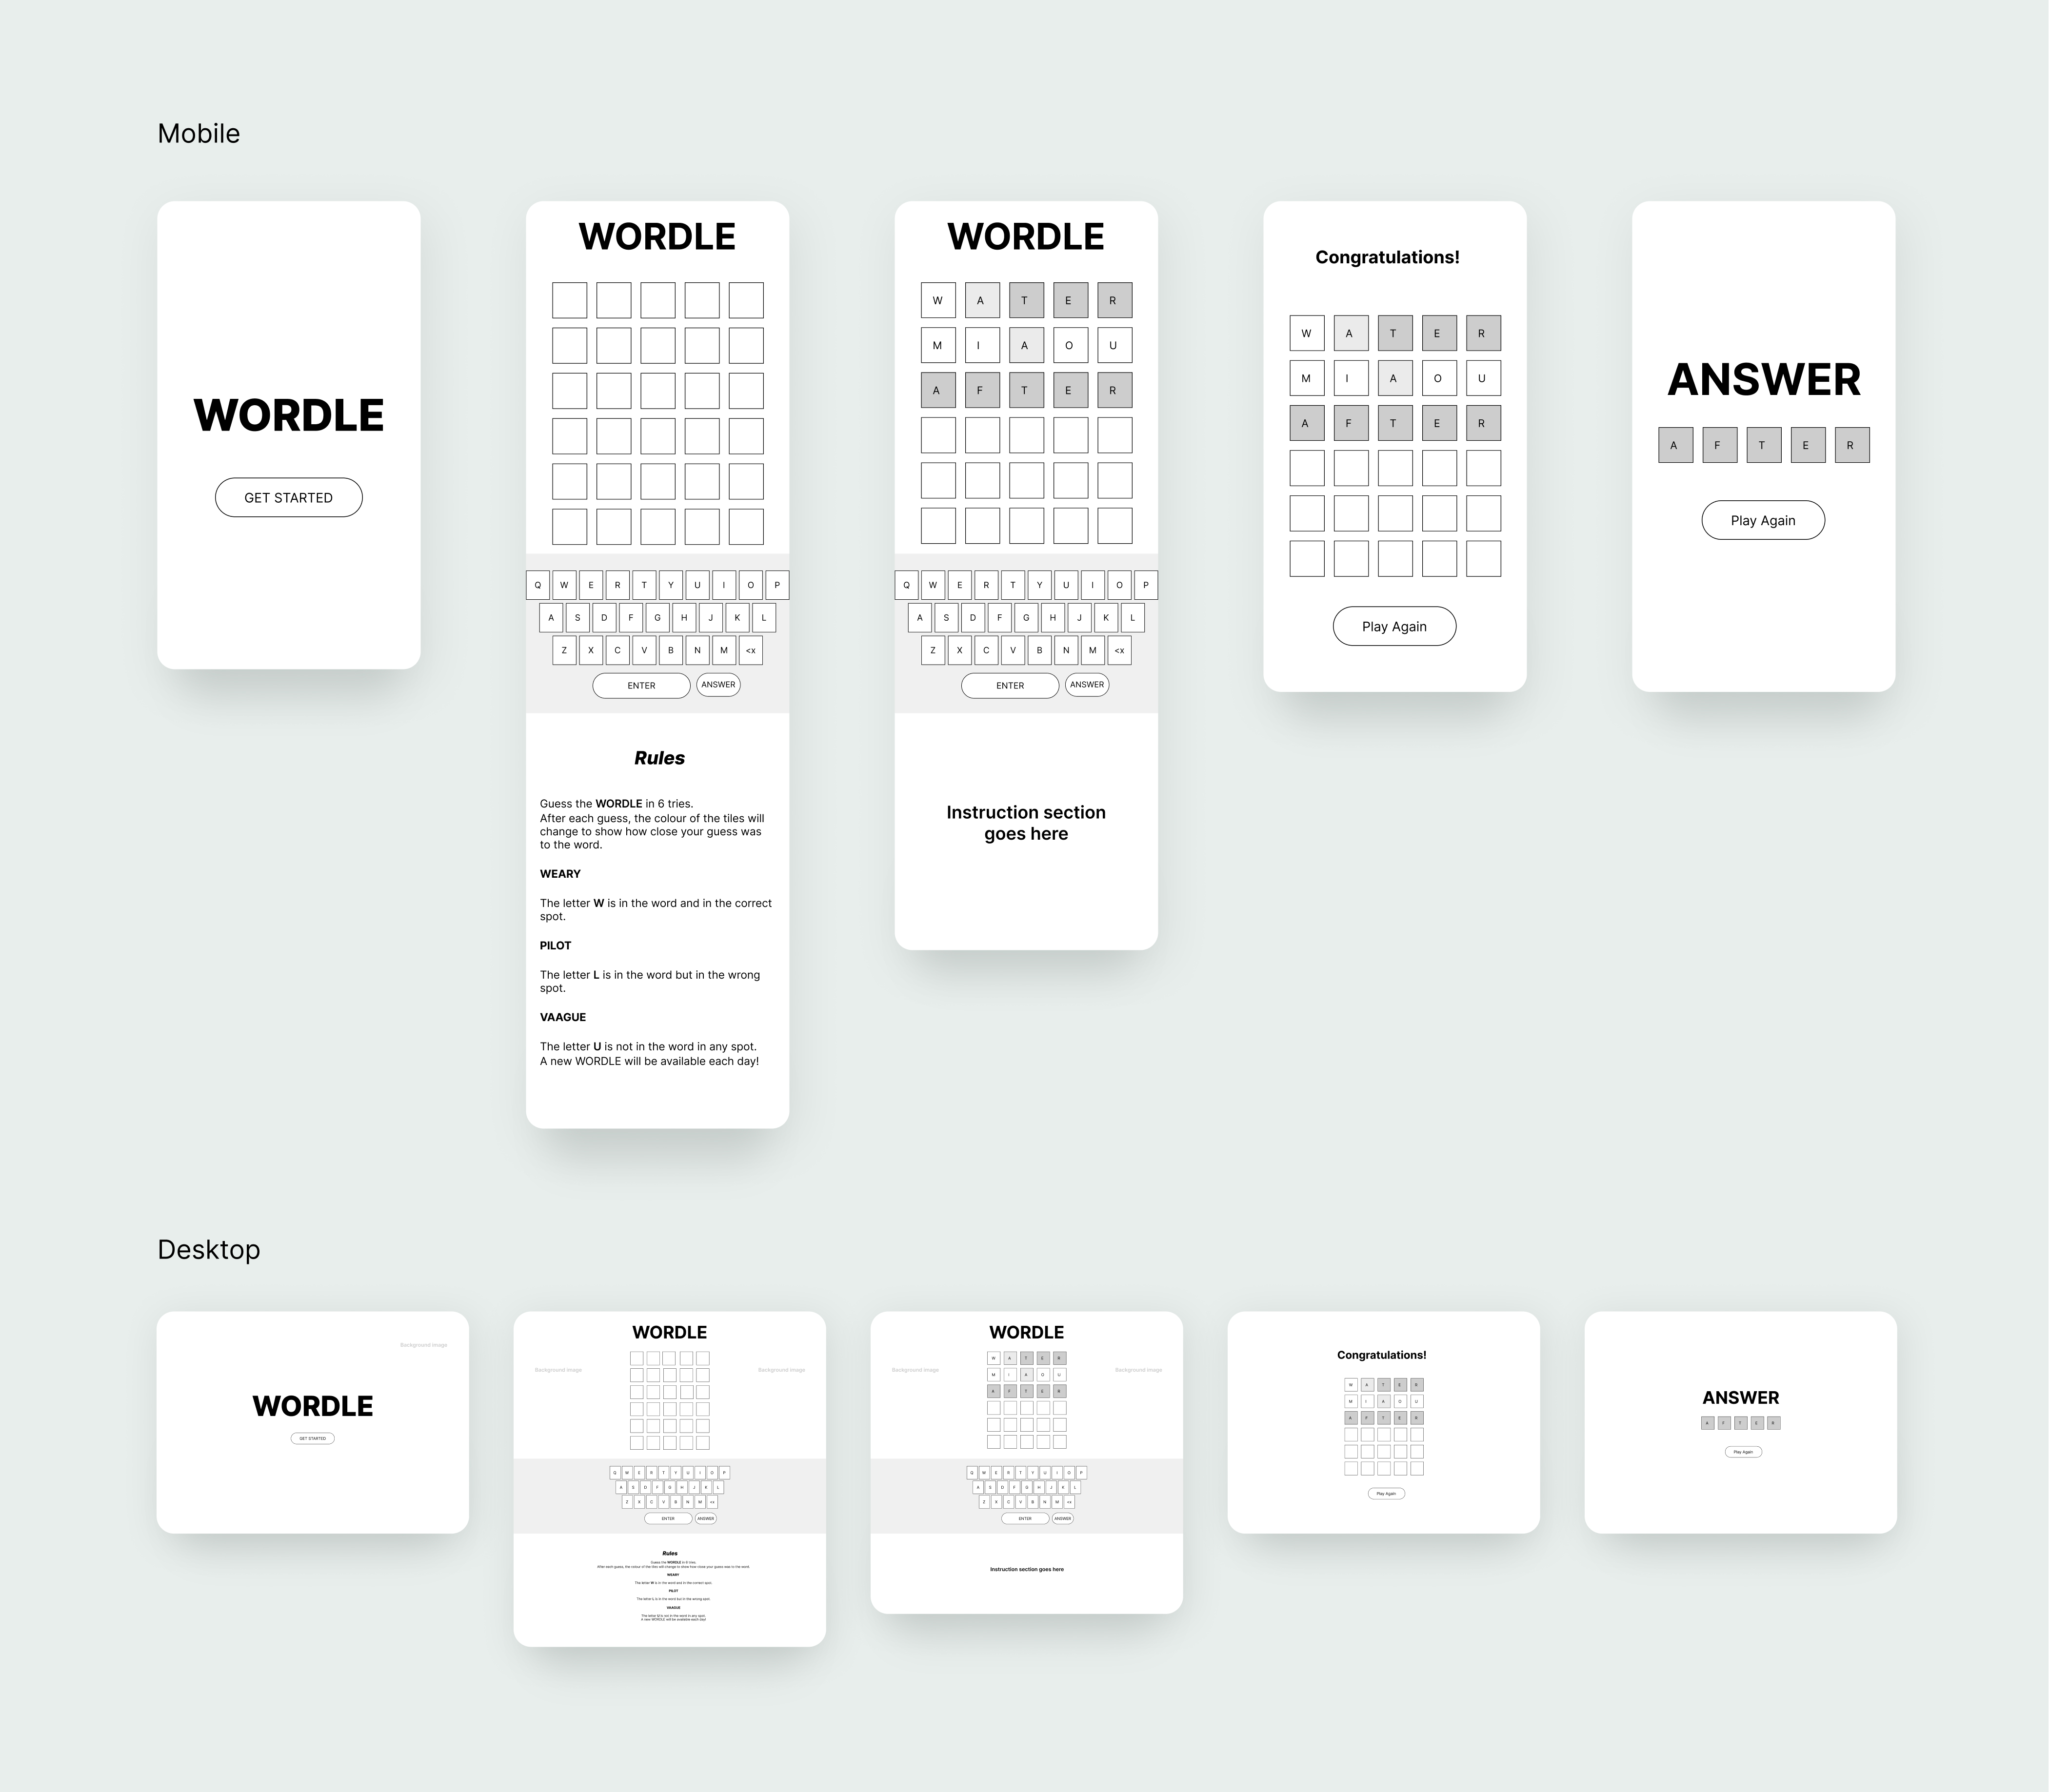 Mobile
WORDLE
GET STARTED
WORDLE
Q W E R T Y U I O P
A S D F G H J K L
Z X C V B N M <x
ENTER ANSWER
Rules
Guess the WORDLE in 6 tries.
After each guess, the colour of the tiles will
change to show how close your guess was
to the word.
WEARY
The letter W is in the word and in the correct
spot.
PILOT
The letter L is in the word but in the wrong
spot.
VAAGUE
The letter U is not in the word in any spot.
A new WORDLE will be available each day!
WORDLE
W A T E R
M I A O U
A F T E R
Q W E R T Y U I O P
A S D F G H J K L
Z X C V B N M <x
ENTER ANSWER
Instruction section
goes here
Congratulations!
W A T E R
M I A O U
A F T E R
Play Again
ANSWER
A F T E R
Play Again
Desktop
Background image
WORDLE
GET STARTED
WORDLE
Background image Background image
Q W E R T Y U I O P
A S D F G H J K L
Z X C V B N M <x
ENTER ANSWER
Rules
Guess the WORDLE in 6 tries.
After each guess, the colour of the tiles will change to show how close your guess was to the word.
WEARY
The letter W is in the word and in the correct spot.
PILOT
The letter L is in the word but in the wrong spot.
VAAGUE
The letter U is not in the word in any spot.
A new WORDLE will be available each day!
WORDLE
Background image Background image
W A T E R
M I A O U
A F T E R
Q W E R T Y U I O P
A S D F G H J K L
Z X C V B N M <x
ENTER ANSWER
Instruction section goes here
Congratulations!
W A T E R
M I A O U
A F T E R
Play Again
ANSWER
A F T E R
Play Again